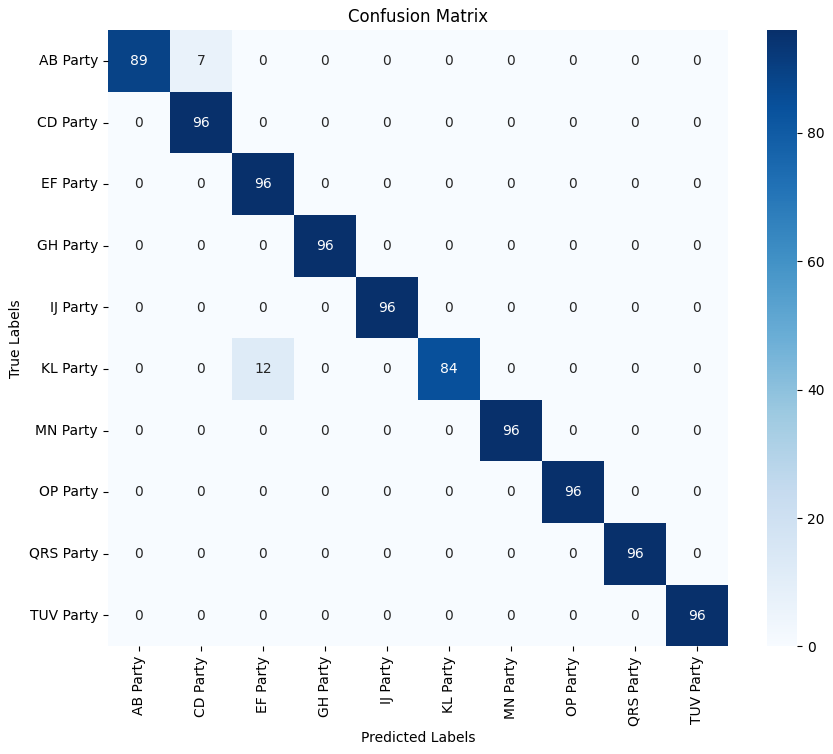 Confusion Matrix
AB Party 89 7 0 0 0 0 0 0 0 0
CD Party 0 96 0 0 0 0 0 0 0 0
EF Party 0 0 96 0 0 0 0 0 0 0
GH Party 0 0 0 96 0 0 0 0 0 0
IJ Party 0 0 0 0 96 0 0 0 0 0
KL Party 0 0 12 0 0 84 0 0 0 0
MN Party 0 0 0 0 0 0 96 0 0 0
OP Party 0 0 0 0 0 0 0 96 0 0
QRS Party 0 0 0 0 0 0 0 0 96 0
TUV Party 0 0 0 0 0 0 0 0 0 96
True Labels
AB Party CD Party EF Party GH Party IJ Party KL Party MN Party OP Party QRS Party TUV Party
Predicted Labels
80
60
40
20
0